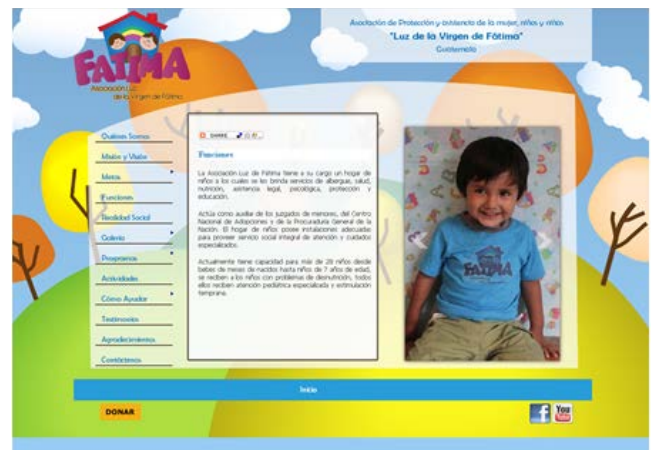 Asociación de Protección y asistencia de la mujer, niñas y niños
"Luz de la Virgen de Fátima"
Guatemala
FATIMA
Asociación Luz
de la Virgen de Fátima
Quiénes Somos
Misión y Visión
Metas
Funciones
Realidad Social
Galería
Programas
Actividades
Cómo Ayudar
Testimonios
Agradecimientos
Contáctenos
SHARE
Funciones
La Asociación Luz de Fátima tiene a su cargo un hogar de
niños a los cuales se les brinda servicios de albergue, salud,
nutrición, asistencia legal, psicológica, protección y
educación.
Actúa como auxiliar de los juzgados de menores, del Centro
Nacional de Adopciones y de la Procuraduría General de la
Nación. El hogar de niños posee instalaciones adecuadas
para proveer servicio social integral de atención y cuidados
especializados.
Actualmente tiene capacidad para más de 28 niños desde
bebes de meses de nacidos hasta niños de 7 años de edad,
se reciben a los niños con problemas de desnutrición, todos
ellos reciben atención pediátrica especializada y estimulación
temprana.
FATIMA
Inicio
DONAR
f
You
Tube